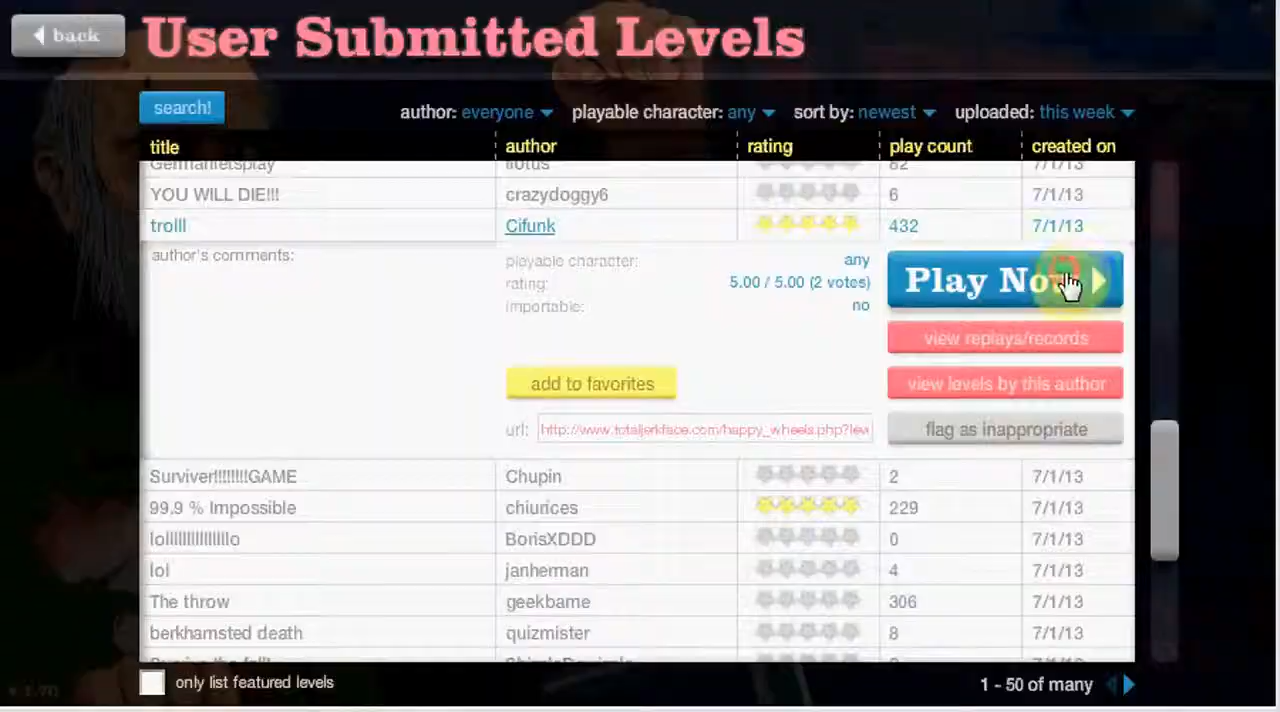 back
User Submitted Levels
search!
author: everyone playable character: any sort by: newest uploaded: this week
title author rating play count created on
Germanletsplay 82 7/1/13
YOU WILL DIE!!! crazydoggy6 6 7/1/13
trolll Cifunk 432 7/1/13
author's comments:
playable character: any
rating: 5.00 / 5.00 (2 votes)
importable: no
Play Now
view replays/records
add to favorites
view levels by this author
url: http://www.totaljerkface.com/happy_wheels.php?lev
flag as inappropriate
Surviver!!!!!!!!GAME Chupin 2 7/1/13
99.9 % Impossible chiurices 229 7/1/13
BorisXDDD 0 7/1/13
lol janherman 4 7/1/13
The throw geekbame 306 7/1/13
berkhamsted death quizmister 8 7/1/13
only list featured levels
1 - 50 of many